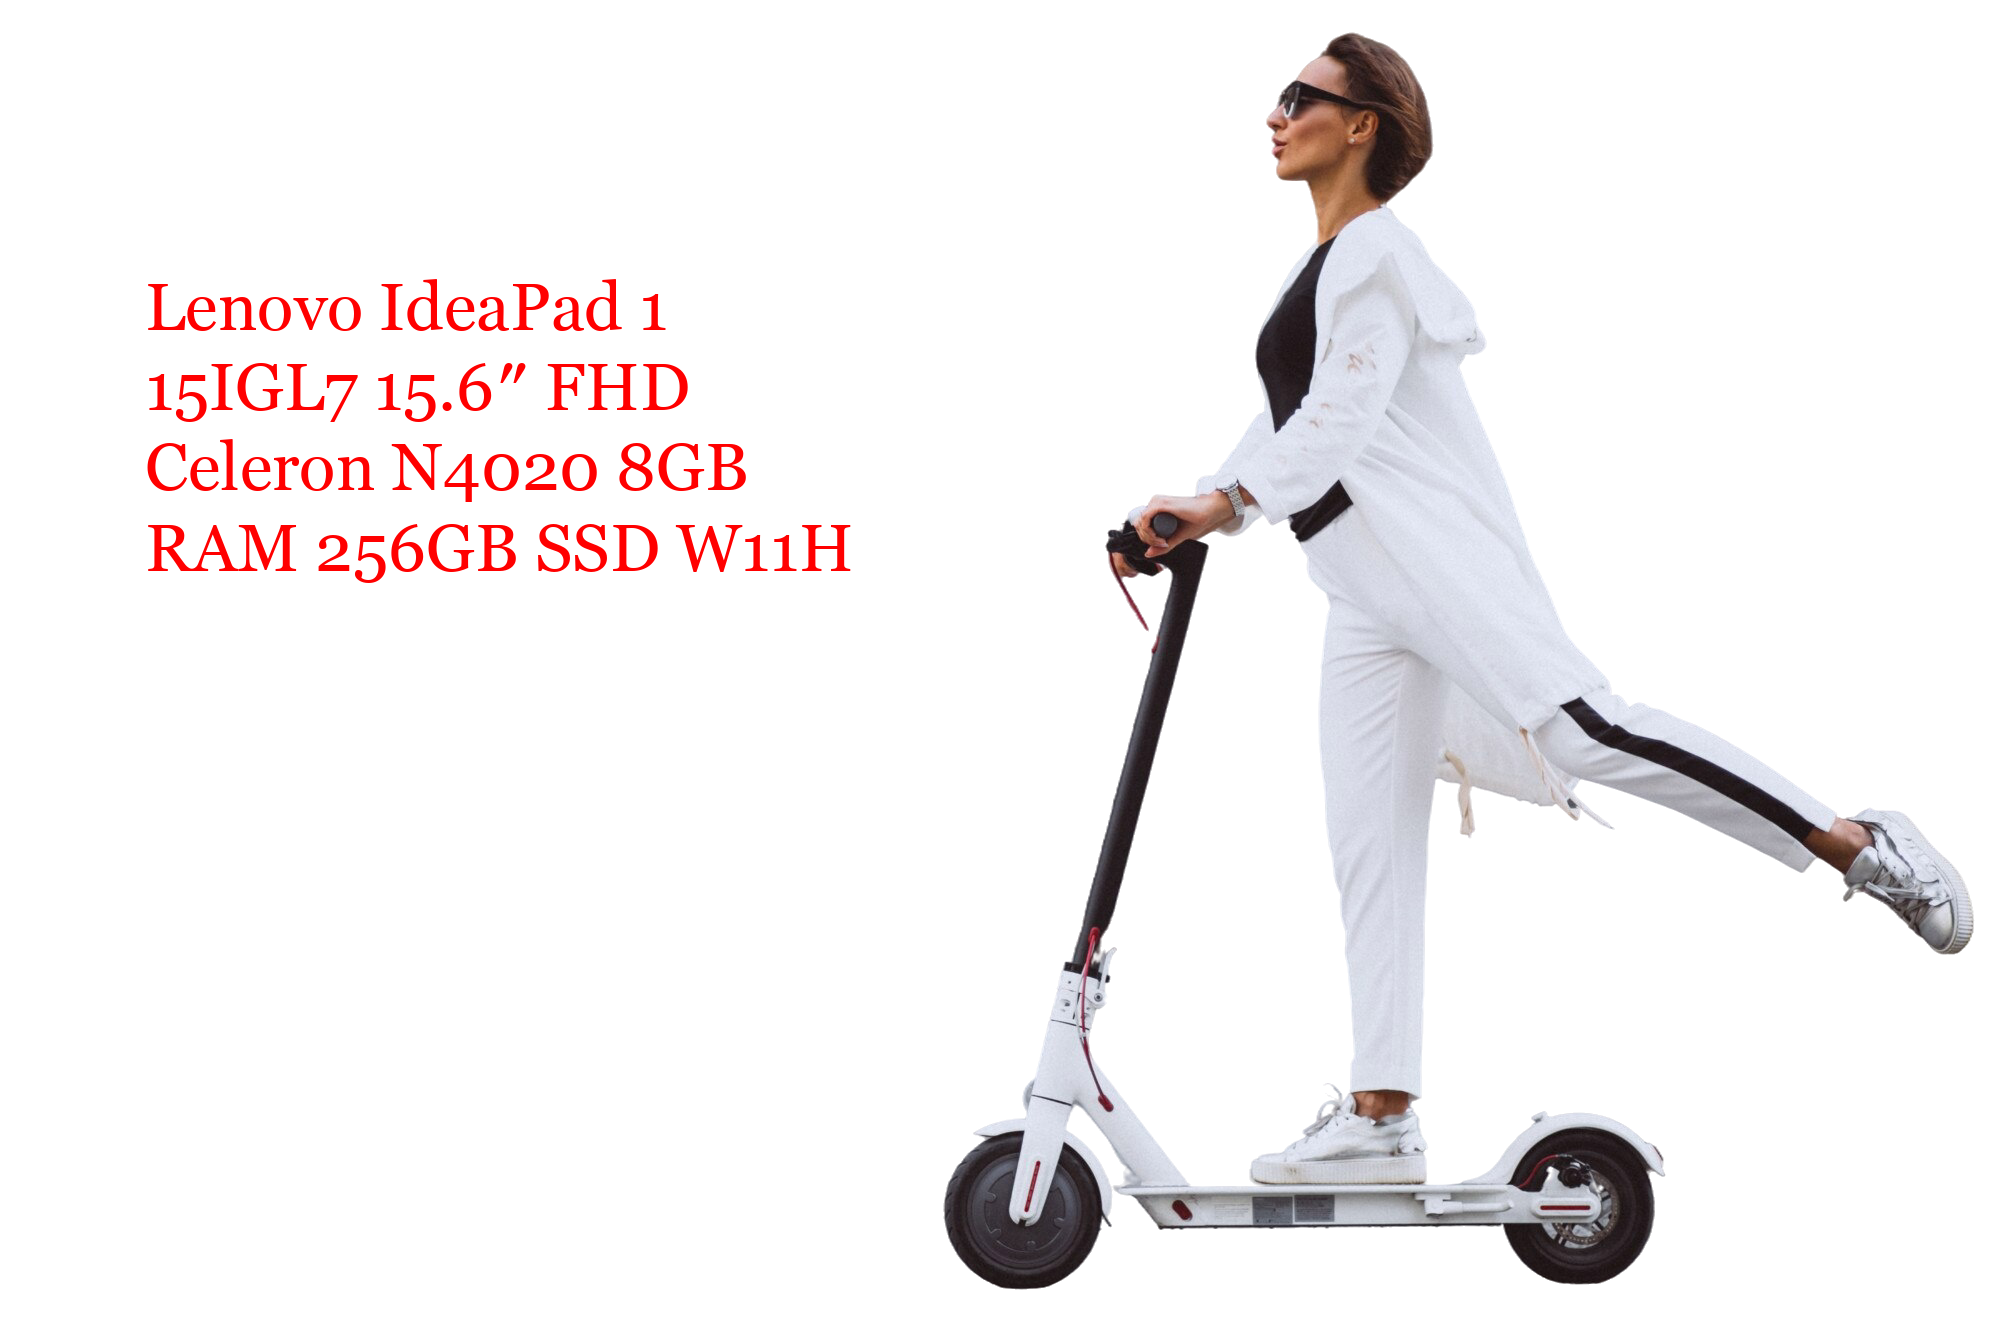 Lenovo IdeaPad 1
15IGL7 15.6″ FHD
Celeron N4020 8GB
RAM 256GB SSD W11H